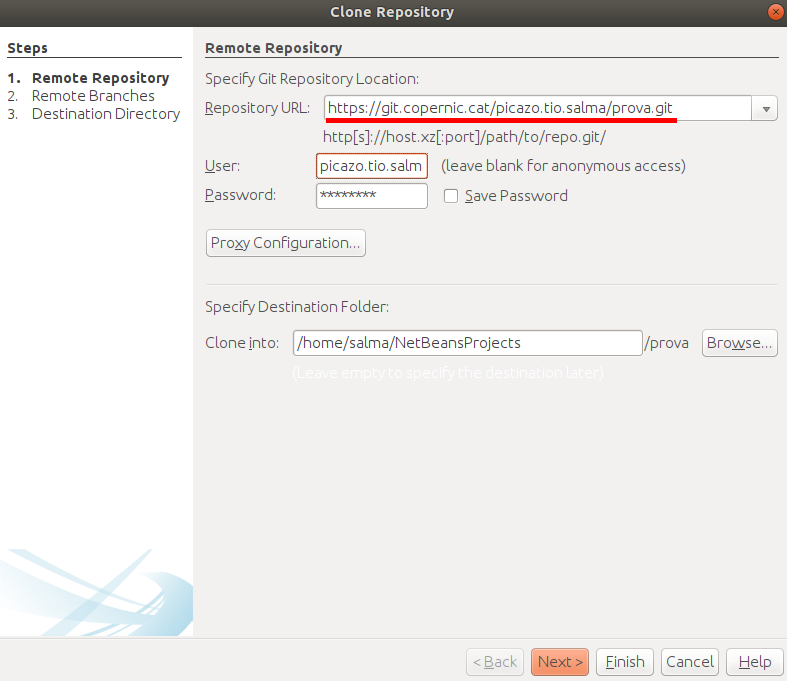 Clone Repository
Steps
1. Remote Repository
2. Remote Branches
3. Destination Directory
Remote Repository
Specify Git Repository Location:
Repository URL: https://git.copernic.cat/picazo.tio.salma/prova.git
http[s]://host.xz[:port]/path/to/repo.git/
User: picazo.tio.salm (leave blank for anonymous access)
Password: ******** Save Password
Proxy Configuration...
Specify Destination Folder:
Clone into: /home/salma/NetBeansProjects /prova Browse...
(Leave empty to specify the destination later)
< Back Next > Finish Cancel Help